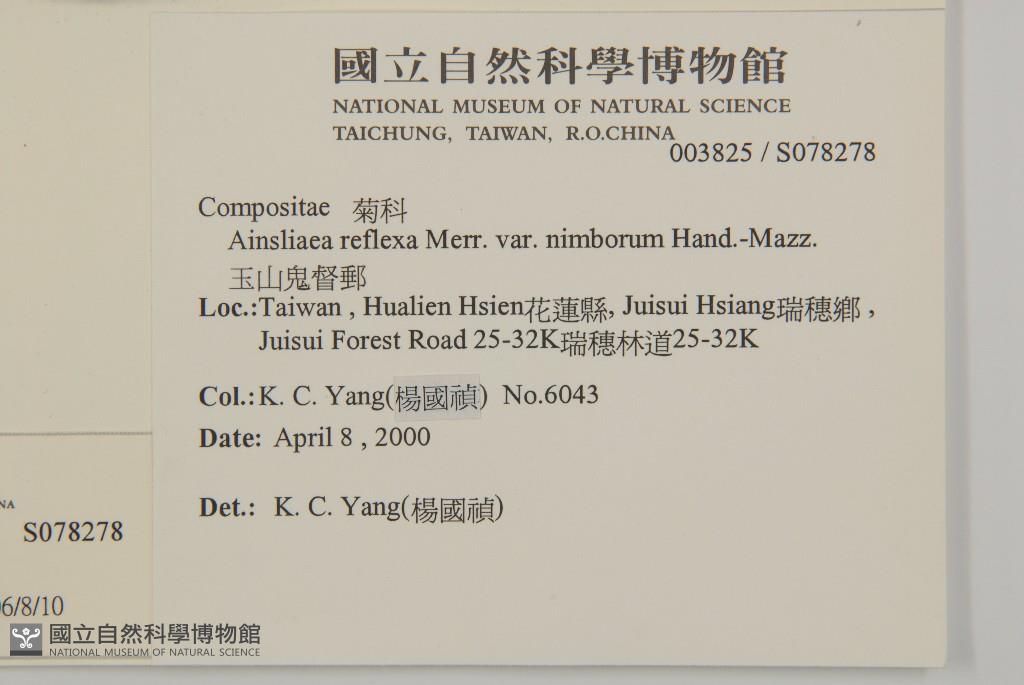 國立自然科學博物館
NATIONAL MUSEUM OF NATURAL SCIENCE
TAICHUNG, TAIWAN, R.O.CHINA
003825 / S078278
Compositae 菊科
Ainsliaea reflexa Merr. var. nimborum Hand.-Mazz.
玉山鬼督郵
Loc.:Taiwan , Hualien Hsien花蓮縣, Juisui Hsiang瑞穗鄉 ,
Juisui Forest Road 25-32K瑞穗林道25-32K
Col.:K. C. Yang(楊國禎) No.6043
Date: April 8 , 2000
Det.: K. C. Yang(楊國禎)
NA
S078278
6/8/10
國立自然科學博物館
NATIONAL MUSEUM OF NATURAL SCIENCE